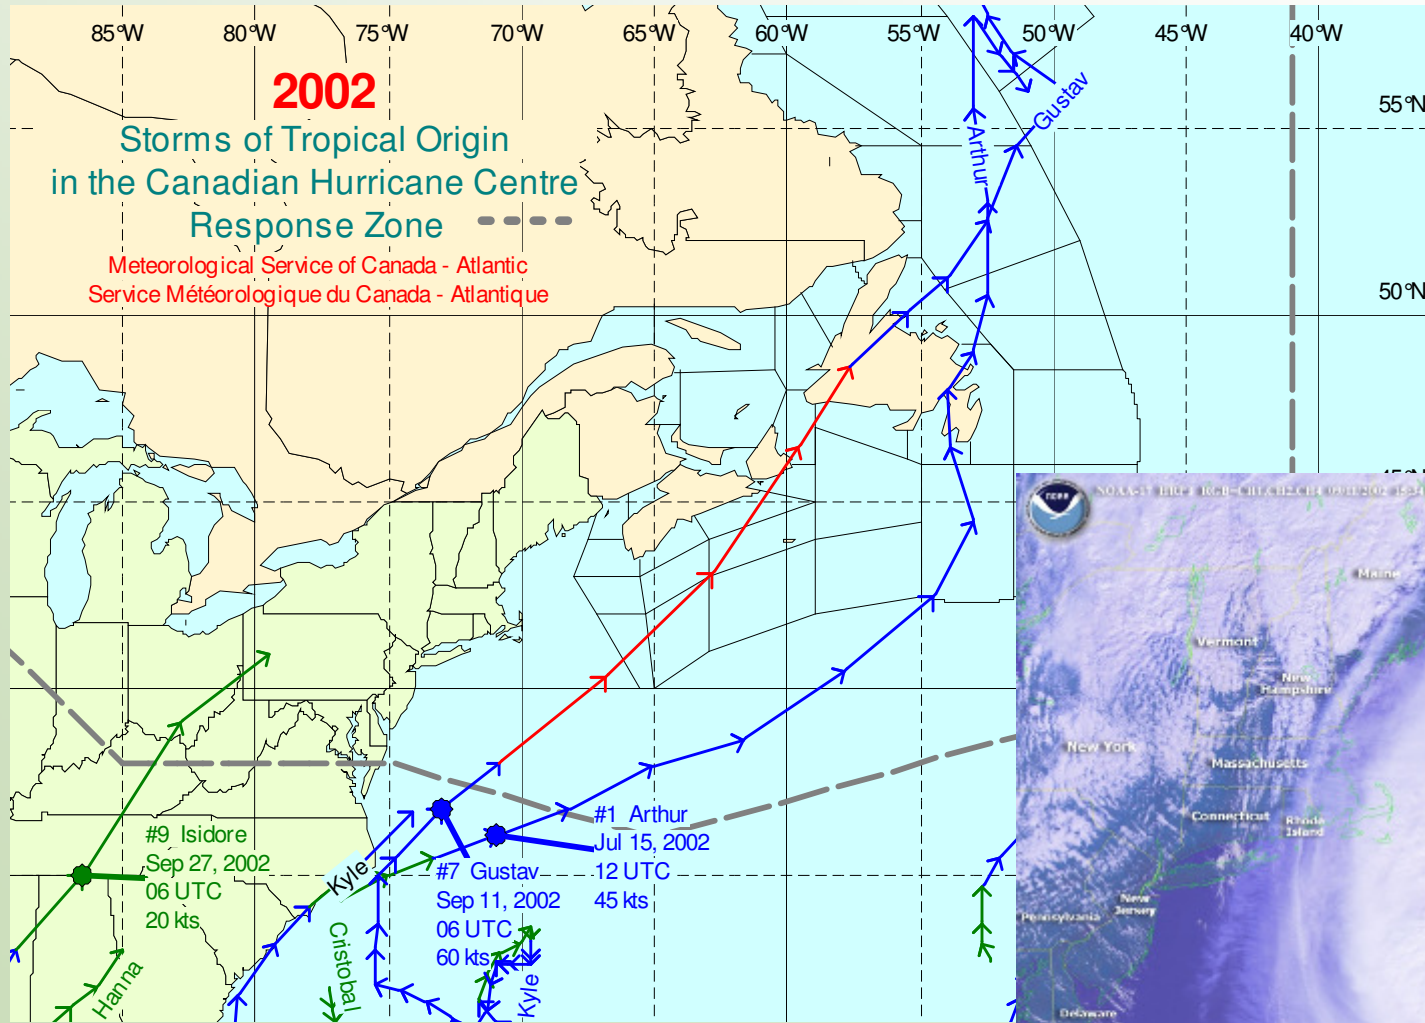 85°W 80°W 75°W 70°W 65°W 60°W 55°W 50°W 45°W 40°W
2002
Storms of Tropical Origin
in the Canadian Hurricane Centre
Response Zone
Meteorological Service of Canada - Atlantic
Service Météorologique du Canada - Atlantique
55°N
50°N
Gustav
Arthur
#9 Isidore
Sep 27, 2002
06 UTC
20 kts
Hanna
Kyle
Cristobal
#7 Gustav
Sep 11, 2002
06 UTC
60 kts
Kyle
#1 Arthur
Jul 15, 2002
12 UTC
45 kts
Maine
Vermont
New
Hampshire
New York
Massachusetts
Connecticut
Rhode
Island
New
Jersey
Pennsylvania
Delaware